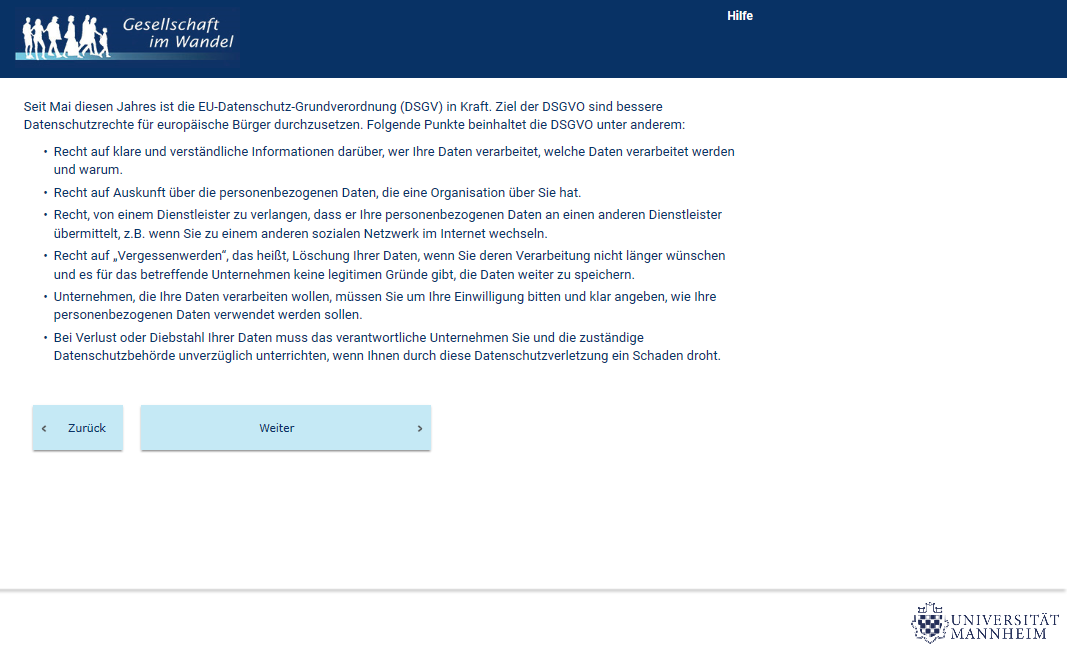 Gesellschaft
im Wandel
Hilfe
Seit Mai diesen Jahres ist die EU-Datenschutz-Grundverordnung (DSGV) in Kraft. Ziel der DSGVO sind bessere
Datenschutzrechte für europäische Bürger durchzusetzen. Folgende Punkte beinhaltet die DSGVO unter anderem:
• Recht auf klare und verständliche Informationen darüber, wer Ihre Daten verarbeitet, welche Daten verarbeitet werden
und warum.
• Recht auf Auskunft über die personenbezogenen Daten, die eine Organisation über Sie hat.
• Recht, von einem Dienstleister zu verlangen, dass er Ihre personenbezogenen Daten an einen anderen Dienstleister
übermittelt, z.B. wenn Sie zu einem anderen sozialen Netzwerk im Internet wechseln.
• Recht auf „Vergessenwerden“, das heißt, Löschung Ihrer Daten, wenn Sie deren Verarbeitung nicht länger wünschen
und es für das betreffende Unternehmen keine legitimen Gründe gibt, die Daten weiter zu speichern.
• Unternehmen, die Ihre Daten verarbeiten wollen, müssen Sie um Ihre Einwilligung bitten und klar angeben, wie Ihre
personenbezogenen Daten verwendet werden sollen.
• Bei Verlust oder Diebstahl Ihrer Daten muss das verantwortliche Unternehmen Sie und die zuständige
Datenschutzbehörde unverzüglich unterrichten, wenn Ihnen durch diese Datenschutzverletzung ein Schaden droht.
‹ Zurück
Weiter ›
UNIVERSITÄT
MANNHEIM